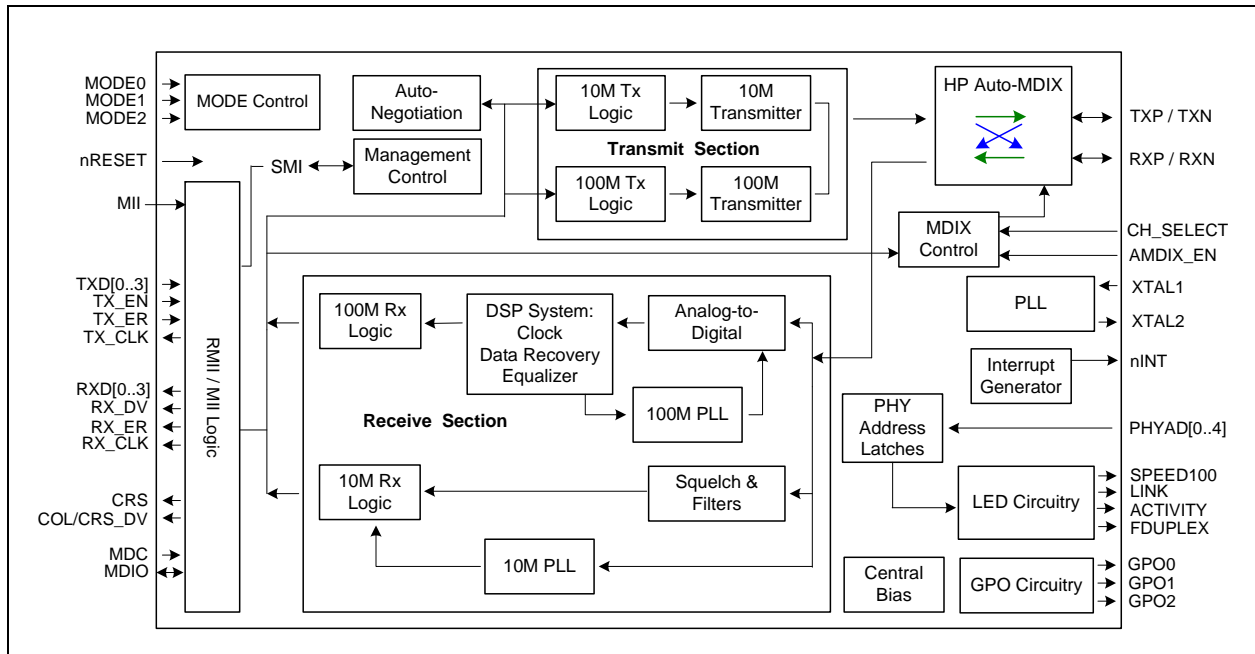 MODE0
MODE1
MODE2
nRESET
MII
TXD[0..3]
TX_EN
TX_ER
TX_CLK
RXD[0..3]
RX_DV
RX_ER
RX_CLK
CRS
COL/CRS_DV
MDC
MDIO
MODE Control
RMII / MII Logic
SMI
Auto-
Negotiation
Management
Control
10M Tx
Logic
10M
Transmitter
Transmit Section
100M Tx
Logic
100M
Transmitter
100M Rx
Logic
DSP System:
Clock
Data Recovery
Equalizer
Analog-to-
Digital
100M PLL
Receive Section
10M Rx
Logic
Squelch &
Filters
10M PLL
HP Auto-MDIX
MDIX
Control
PLL
Interrupt
Generator
PHY
Address
Latches
LED Circuitry
Central
Bias
GPO Circuitry
TXP / TXN
RXP / RXN
CH_SELECT
AMDIX_EN
XTAL1
XTAL2
nINT
PHYAD[0..4]
SPEED100
LINK
ACTIVITY
FDUPLEX
GPO0
GPO1
GPO2